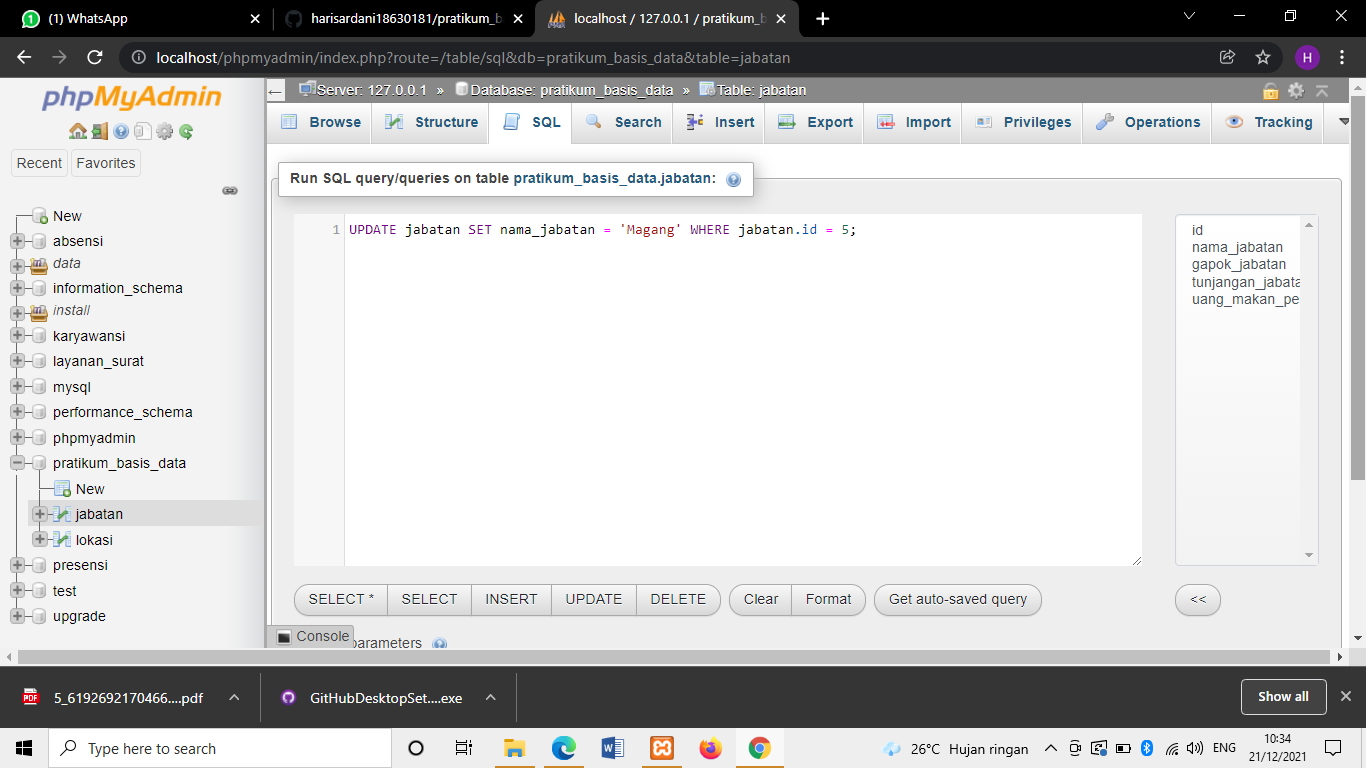 (1) WhatsApp
harisardani18630181/pratikum_b
localhost / 127.0.0.1 / pratikum_b
localhost/phpmyadmin/index.php?route=/table/sql&db=pratikum_basis_data&table=jabatan
H
phpMyAdmin
Recent
Favorites
New
absensi
data
information_schema
install
karyawansi
layanan_surat
mysql
performance_schema
phpmyadmin
pratikum_basis_data
New
jabatan
lokasi
presensi
test
upgrade
Server: 127.0.0.1 » Database: pratikum_basis_data » Table: jabatan
Browse
Structure
SQL
Search
Insert
Export
Import
Privileges
Operations
Tracking
Run SQL query/queries on table pratikum_basis_data.jabatan:
1 UPDATE jabatan SET nama_jabatan = 'Magang' WHERE jabatan.id = 5;
id
nama_jabatan
gapok_jabatan
tunjangan_jabata
uang_makan_pe
SELECT *
SELECT
INSERT
UPDATE
DELETE
Clear
Format
Get auto-saved query
<<
Console
parameters
PDF
5_6192692170466....pdf
GitHubDesktopSet....exe
Show all
Type here to search
26°C Hujan ringan
ENG
10:34
21/12/2021